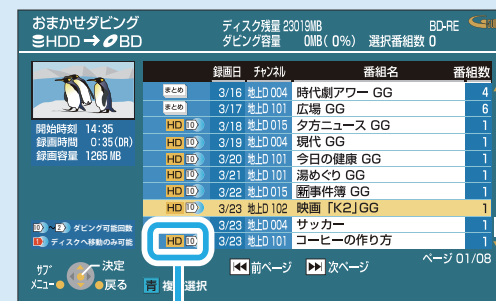 おまかせダビング
HDD → BD
ディスク残量 23019MB BD-RE
ダビング容量 0MB( 0%) 選択番組数 0
録画日 チャンネル 番組名 番組数
まとめ 3/16 地上D 004 時代劇アワー GG 4
まとめ 3/17 地上D 101 広場 GG 6
HD 10 3/18 地上D 015 夕方ニュース GG 1
HD 10 3/19 地上D 004 現代 GG 1
HD 10 3/20 地上D 101 今日の健康 GG 1
HD 10 3/21 地上D 101 湯めぐり GG 1
HD 10 3/22 地上D 015 新事件簿 GG 1
HD 10 3/23 地上D 102 映画「K2」GG 1
3/23 地上D 004 サッカー 1
HD 10 3/23 地上D 101 コーヒーの作り方 1
開始時刻 14:35
録画時間 0:35(DR)
録画容量 1265MB
10～2 ダビング可能回数
1 ディスクへ移動のみ可能
サブメニュー 決定 戻る
前ページ 次ページ ページ 01/08
青 複 選択